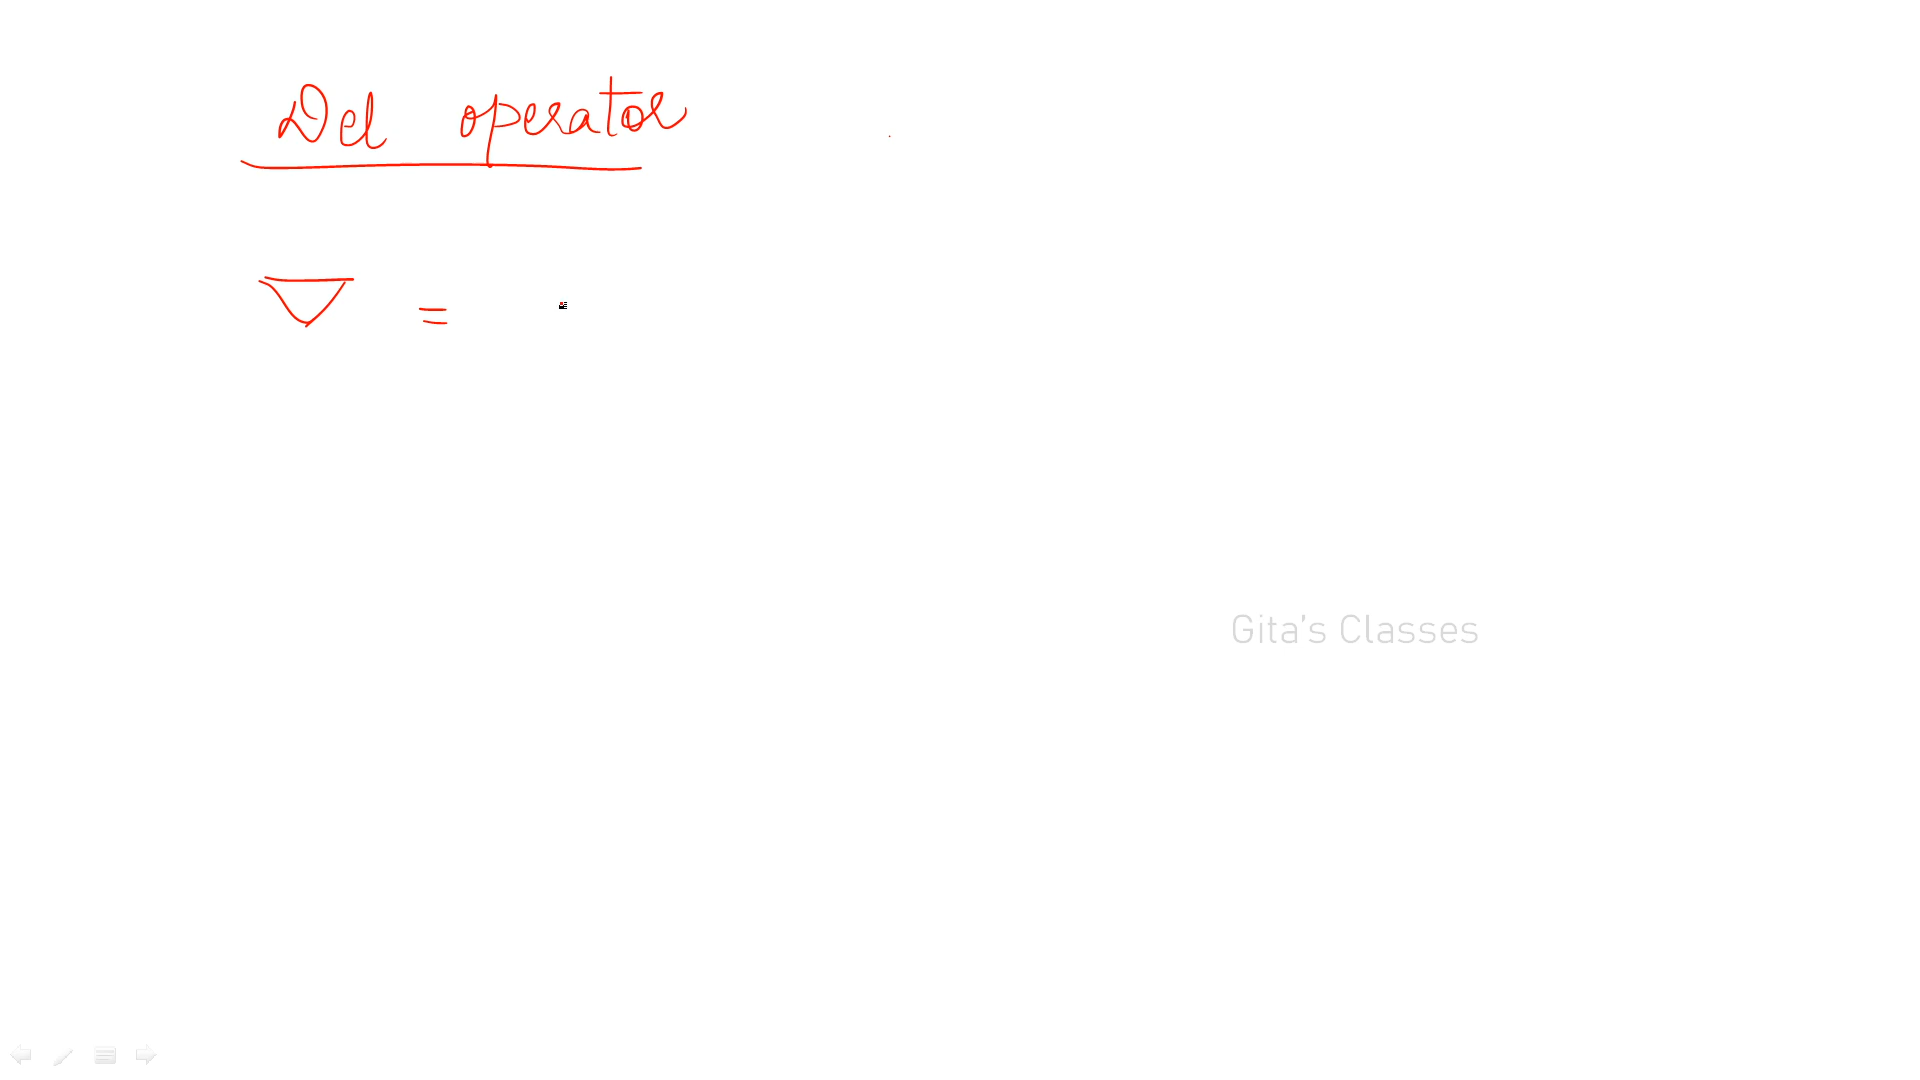 Del operator
∇ =
Gita's Classes